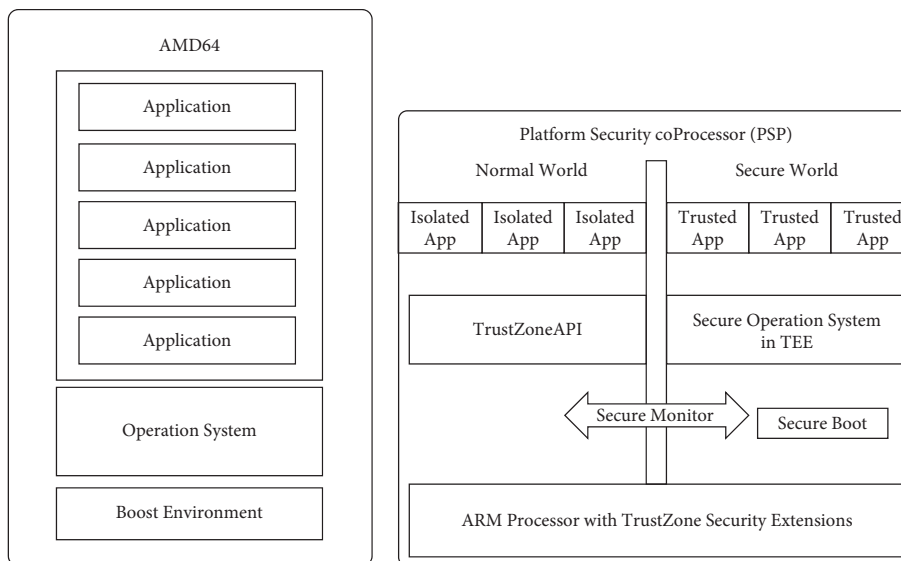 AMD64
Application
Application
Application
Application
Application
Operation System
Boost Environment
Platform Security coProcessor (PSP)
Normal World
Secure World
Isolated
App
Isolated
App
Isolated
App
Trusted
App
Trusted
App
Trusted
App
TrustZoneAPI
Secure Operation System
in TEE
Secure Monitor
Secure Boot
ARM Processor with TrustZone Security Extensions